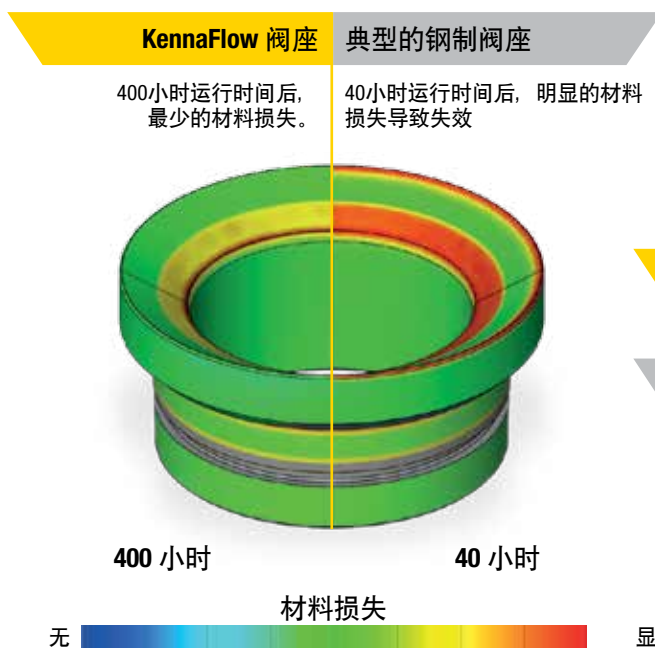 KennaFlow 阀座
典型的钢制阀座
400小时运行时间后,
最少的材料损失。
40小时运行时间后, 明显的材料
损失导致失效
400 小时
40 小时
材料损失
无
显